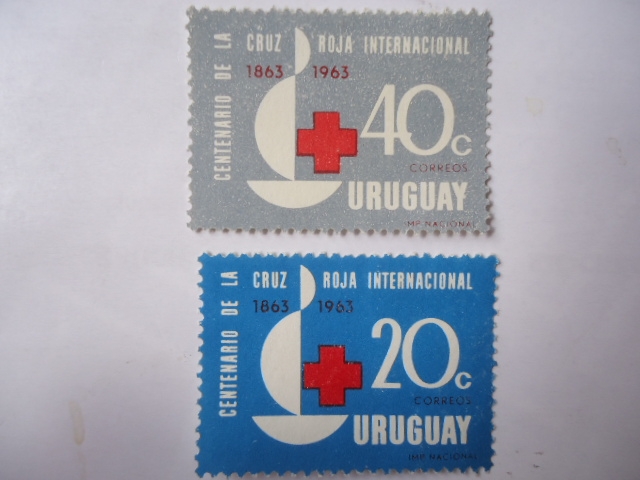 CENTENARIO DE LA
CRUZ ROJA INTERNACIONAL
1863 1963
40c
CORREOS
URUGUAY
IMP NACIONAL
CENTENARIO DE LA
CRUZ ROJA INTERNACIONAL
1863 1963
20c
CORREOS
URUGUAY
IMP NACIONAL